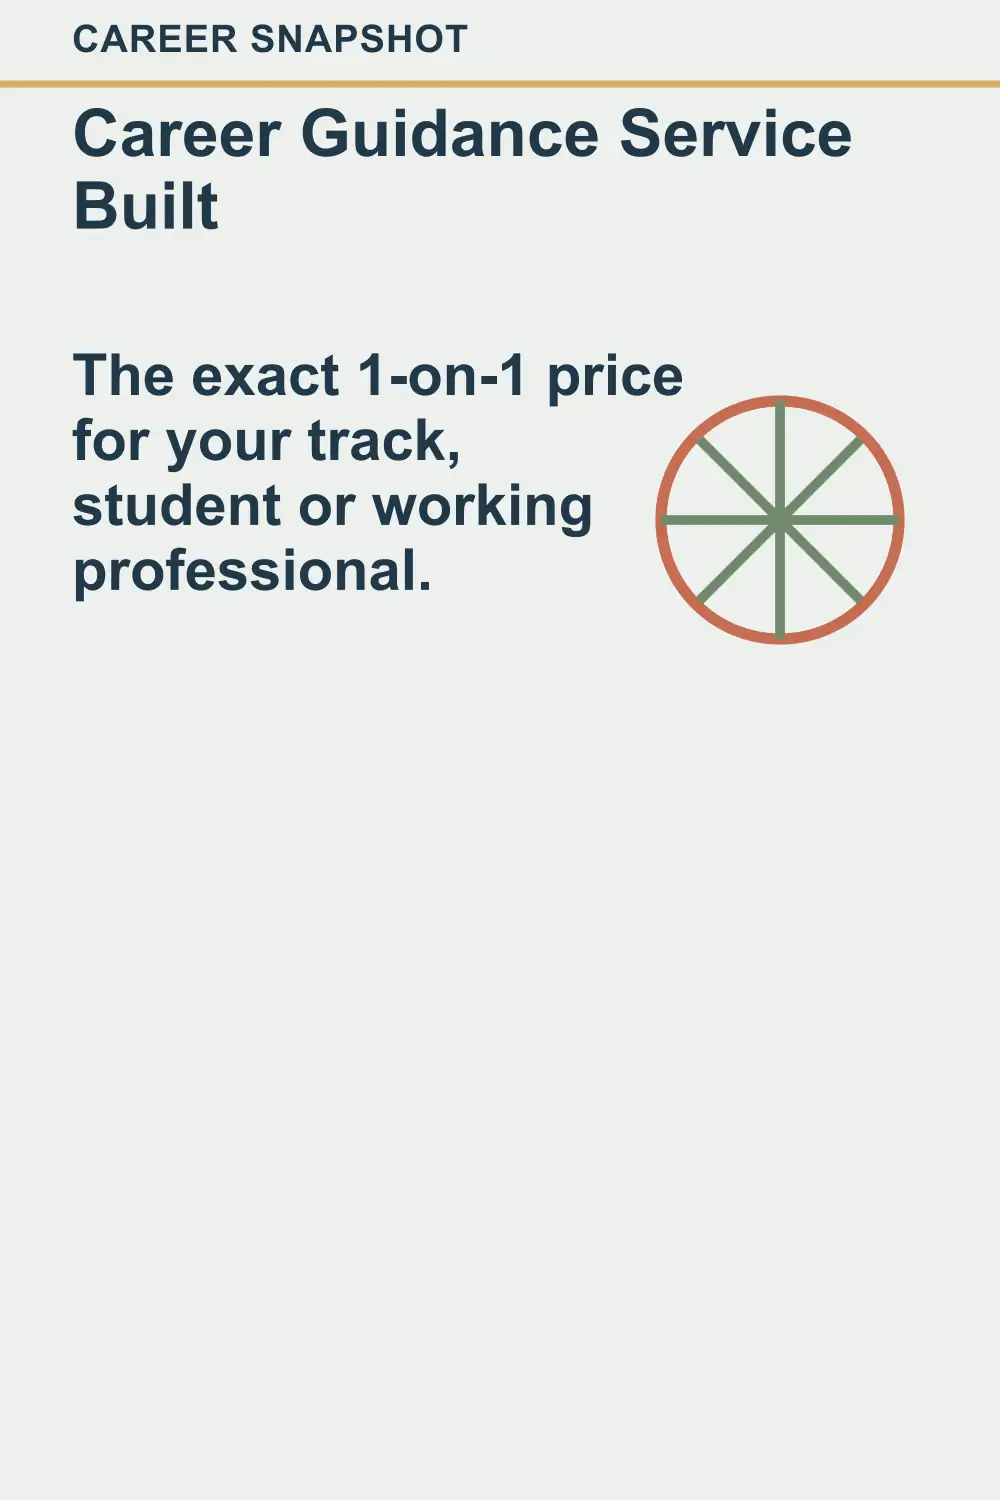 CAREER SNAPSHOT
Career Guidance Service
Built
The exact 1-on-1 price
for your track,
student or working
professional.